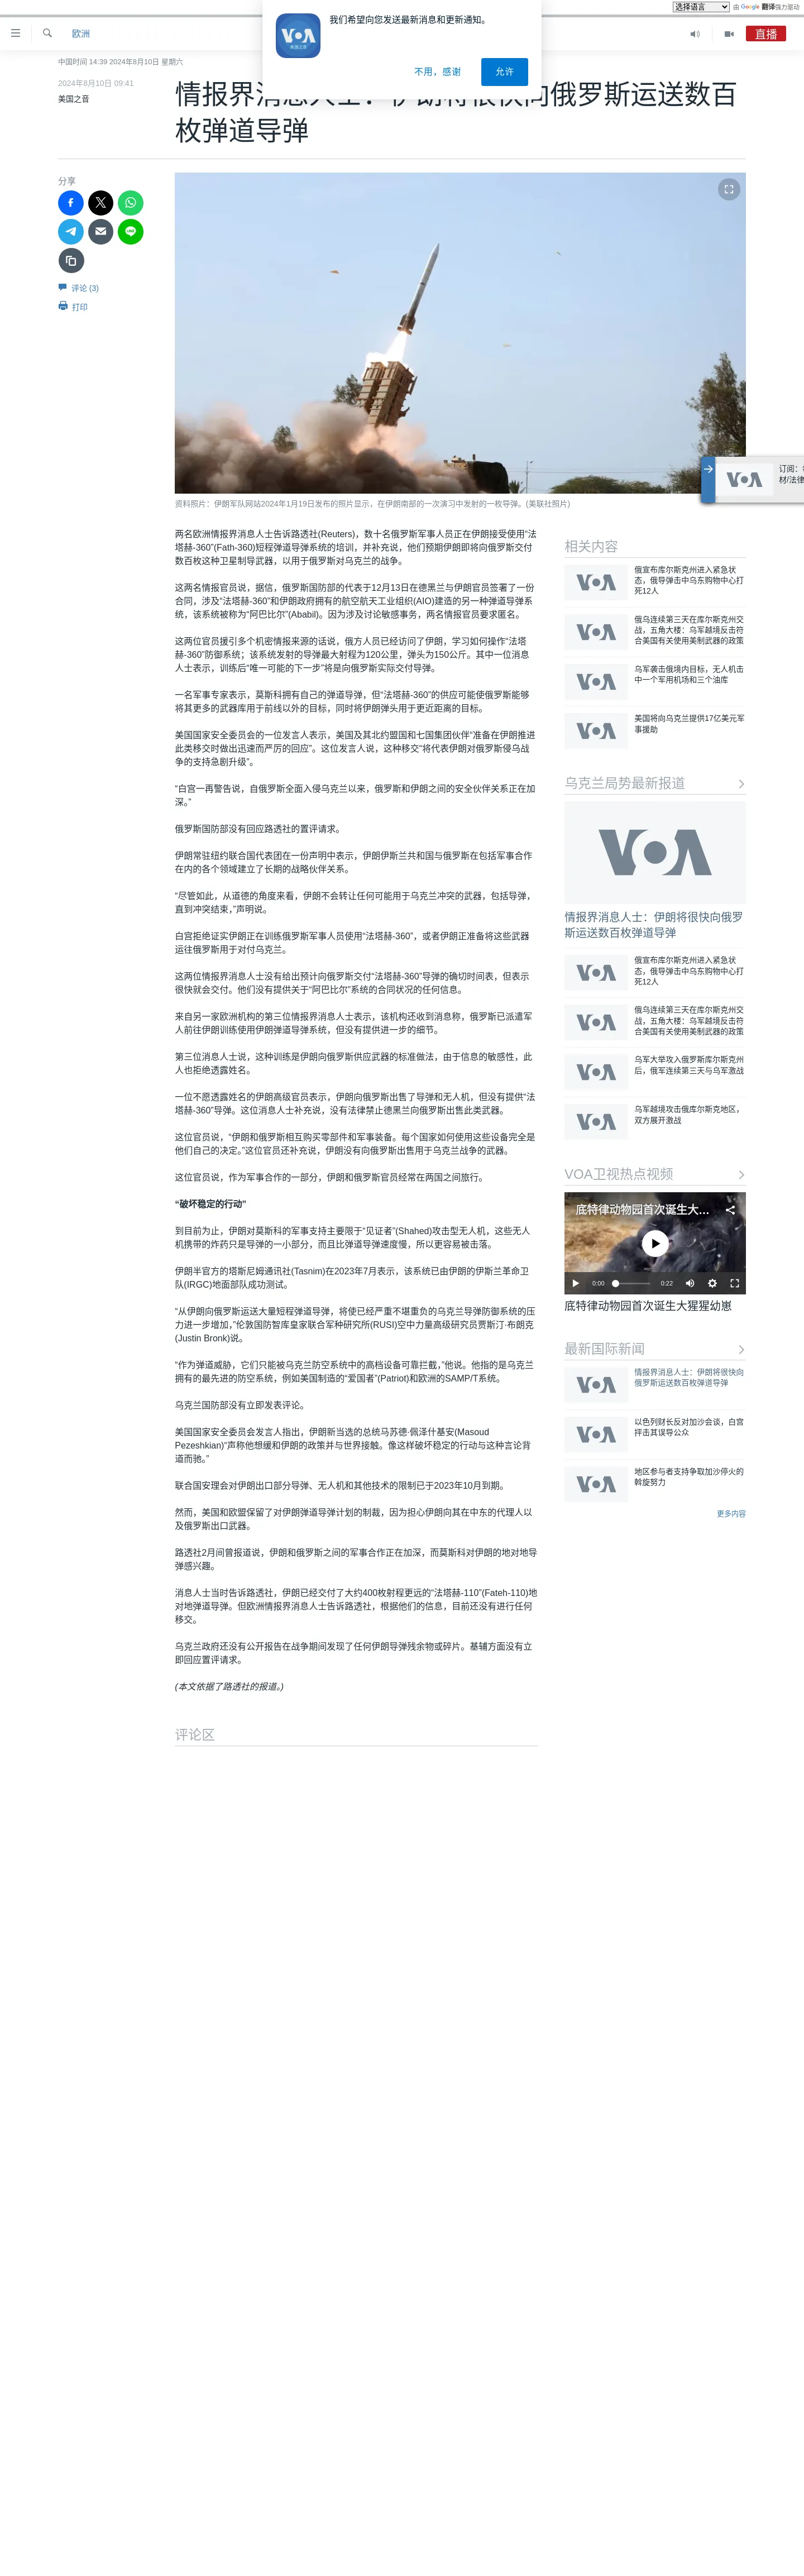 选择语言
由 Google 翻译强力驱动
我们希望向您发送最新消息和更新通知。
不用，感谢
允许
VOA
美国之音
欧洲
直播
中国时间 14:39 2024年8月10日 星期六
2024年8月10日 09:41
美国之音
情报界消息人士：伊朗将很快向俄罗斯运送数百
枚弹道导弹
分享
评论 (3)
打印
资料照片：伊朗军队网站2024年1月19日发布的照片显示，在伊朗南部的一次演习中发射的一枚导弹。(美联社照片)
订阅：
材/法律
VOA
两名欧洲情报界消息人士告诉路透社(Reuters)，数十名俄罗斯军事人员正在伊朗接受使用“法
塔赫-360”(Fath-360)短程弹道导弹系统的培训，并补充说，他们预期伊朗即将向俄罗斯交付
数百枚这种卫星制导武器，以用于俄罗斯对乌克兰的战争。
这两名情报官员说，据信，俄罗斯国防部的代表于12月13日在德黑兰与伊朗官员签署了一份
合同，涉及“法塔赫-360”和伊朗政府拥有的航空航天工业组织(AIO)建造的另一种弹道导弹系
统，该系统被称为“阿巴比尔”(Ababil)。因为涉及讨论敏感事务，两名情报官员要求匿名。
这两位官员援引多个机密情报来源的话说，俄方人员已经访问了伊朗，学习如何操作“法塔
赫-360”防御系统；该系统发射的导弹最大射程为120公里，弹头为150公斤。其中一位消息
人士表示，训练后“唯一可能的下一步”将是向俄罗斯实际交付导弹。
一名军事专家表示，莫斯科拥有自己的弹道导弹，但“法塔赫-360”的供应可能使俄罗斯能够
将其更多的武器库用于前线以外的目标，同时将伊朗弹头用于更近距离的目标。
美国国家安全委员会的一位发言人表示，美国及其北约盟国和七国集团伙伴“准备在伊朗推进
此类移交时做出迅速而严厉的回应”。这位发言人说，这种移交“将代表伊朗对俄罗斯侵乌战
争的支持急剧升级”。
“白宫一再警告说，自俄罗斯全面入侵乌克兰以来，俄罗斯和伊朗之间的安全伙伴关系正在加
深。”
俄罗斯国防部没有回应路透社的置评请求。
伊朗常驻纽约联合国代表团在一份声明中表示，伊朗伊斯兰共和国与俄罗斯在包括军事合作
在内的各个领域建立了长期的战略伙伴关系。
“尽管如此，从道德的角度来看，伊朗不会转让任何可能用于乌克兰冲突的武器，包括导弹，
直到冲突结束，”声明说。
白宫拒绝证实伊朗正在训练俄罗斯军事人员使用“法塔赫-360”，或者伊朗正准备将这些武器
运往俄罗斯用于对付乌克兰。
这两位情报界消息人士没有给出预计向俄罗斯交付“法塔赫-360”导弹的确切时间表，但表示
很快就会交付。他们没有提供关于“阿巴比尔”系统的合同状况的任何信息。
来自另一家欧洲机构的第三位情报界消息人士表示，该机构还收到消息称，俄罗斯已派遣军
人前往伊朗训练使用伊朗弹道导弹系统，但没有提供进一步的细节。
第三位消息人士说，这种训练是伊朗向俄罗斯供应武器的标准做法，由于信息的敏感性，此
人也拒绝透露姓名。
一位不愿透露姓名的伊朗高级官员表示，伊朗向俄罗斯出售了导弹和无人机，但没有提供“法
塔赫-360”导弹。这位消息人士补充说，没有法律禁止德黑兰向俄罗斯出售此类武器。
这位官员说，“伊朗和俄罗斯相互购买零部件和军事装备。每个国家如何使用这些设备完全是
他们自己的决定。”这位官员还补充说，伊朗没有向俄罗斯出售用于乌克兰战争的武器。
这位官员说，作为军事合作的一部分，伊朗和俄罗斯官员经常在两国之间旅行。
“破坏稳定的行动”
到目前为止，伊朗对莫斯科的军事支持主要限于“见证者”(Shahed)攻击型无人机，这些无人
机携带的炸药只是导弹的一小部分，而且比弹道导弹速度慢，所以更容易被击落。
伊朗半官方的塔斯尼姆通讯社(Tasnim)在2023年7月表示，该系统已由伊朗的伊斯兰革命卫
队(IRGC)地面部队成功测试。
“从伊朗向俄罗斯运送大量短程弹道导弹，将使已经严重不堪重负的乌克兰导弹防御系统的压
力进一步增加，”伦敦国防智库皇家联合军种研究所(RUSI)空中力量高级研究员贾斯汀·布朗克
(Justin Bronk)说。
“作为弹道威胁，它们只能被乌克兰防空系统中的高档设备可靠拦截，”他说。他指的是乌克兰
拥有的最先进的防空系统，例如美国制造的“爱国者”(Patriot)和欧洲的SAMP/T系统。
乌克兰国防部没有立即发表评论。
美国国家安全委员会发言人指出，伊朗新当选的总统马苏德·佩泽什基安(Masoud
Pezeshkian)“声称他想缓和伊朗的政策并与世界接触。像这样破坏稳定的行动与这种言论背
道而驰。”
联合国安理会对伊朗出口部分导弹、无人机和其他技术的限制已于2023年10月到期。
然而，美国和欧盟保留了对伊朗弹道导弹计划的制裁，因为担心伊朗向其在中东的代理人以
及俄罗斯出口武器。
路透社2月间曾报道说，伊朗和俄罗斯之间的军事合作正在加深，而莫斯科对伊朗的地对地导
弹感兴趣。
消息人士当时告诉路透社，伊朗已经交付了大约400枚射程更远的“法塔赫-110”(Fateh-110)地
对地弹道导弹。但欧洲情报界消息人士告诉路透社，根据他们的信息，目前还没有进行任何
移交。
乌克兰政府还没有公开报告在战争期间发现了任何伊朗导弹残余物或碎片。基辅方面没有立
即回应置评请求。
(本文依据了路透社的报道。)
评论区
相关内容
俄宣布库尔斯克州进入紧急状
态，俄导弹击中乌东购物中心打
死12人
俄乌连续第三天在库尔斯克州交
战，五角大楼：乌军越境反击符
合美国有关使用美制武器的政策
乌军袭击俄境内目标，无人机击
中一个军用机场和三个油库
美国将向乌克兰提供17亿美元军
事援助
乌克兰局势最新报道
VOA
情报界消息人士：伊朗将很快向俄罗
斯运送数百枚弹道导弹
俄宣布库尔斯克州进入紧急状
态，俄导弹击中乌东购物中心打
死12人
俄乌连续第三天在库尔斯克州交
战，五角大楼：乌军越境反击符
合美国有关使用美制武器的政策
乌军大举攻入俄罗斯库尔斯克州
后，俄军连续第三天与乌军激战
乌军越境攻击俄库尔斯克地区，
双方展开激战
VOA卫视热点视频
底特律动物园首次诞生大...
0:00
0:22
底特律动物园首次诞生大猩猩幼崽
最新国际新闻
情报界消息人士：伊朗将很快向
俄罗斯运送数百枚弹道导弹
以色列财长反对加沙会谈，白宫
抨击其误导公众
地区参与者支持争取加沙停火的
斡旋努力
更多内容